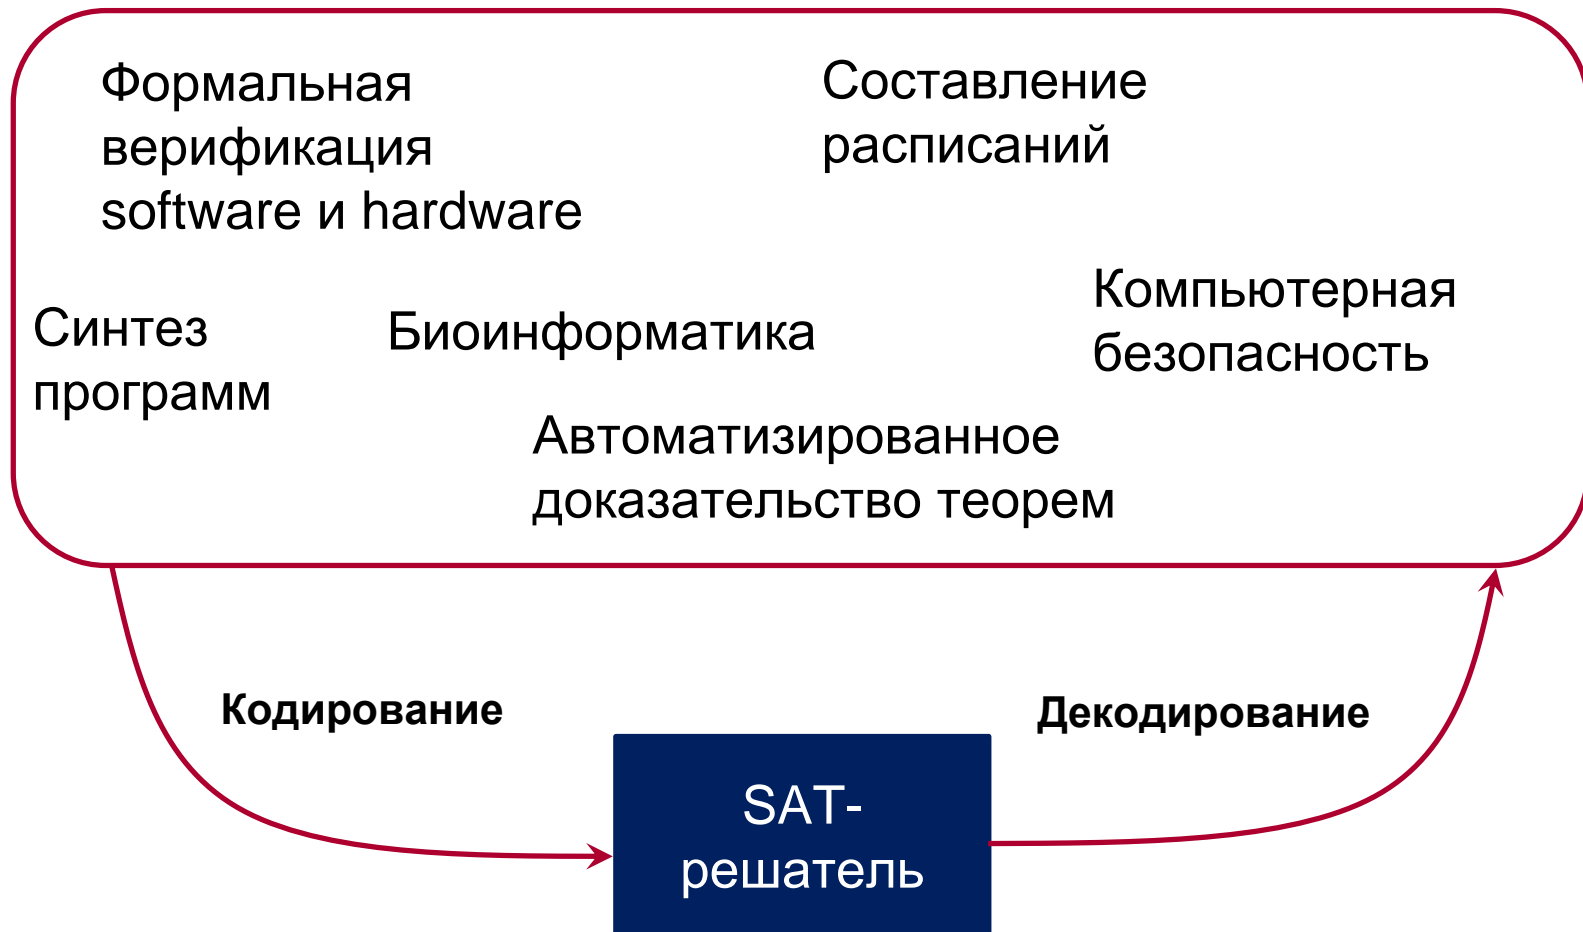 Формальная
верификация
software и hardware
Составление
расписаний
Синтез
программ
Биоинформатика
Компьютерная
безопасность
Автоматизированное
доказательство теорем
Кодирование
Декодирование
SAT-
решатель